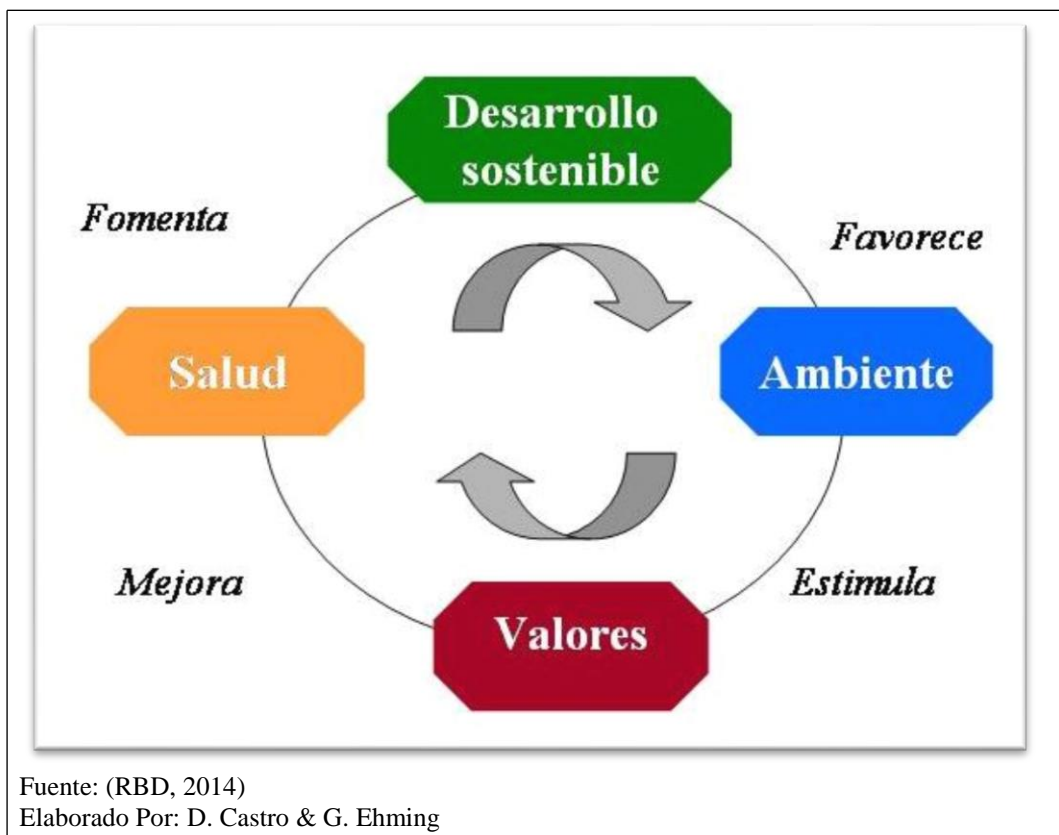 Desarrollo
sostenible
Fomenta
Favorece
Salud
Ambiente
Mejora
Estimula
Valores
Fuente: (RBD, 2014)
Elaborado Por: D. Castro & G. Ehming